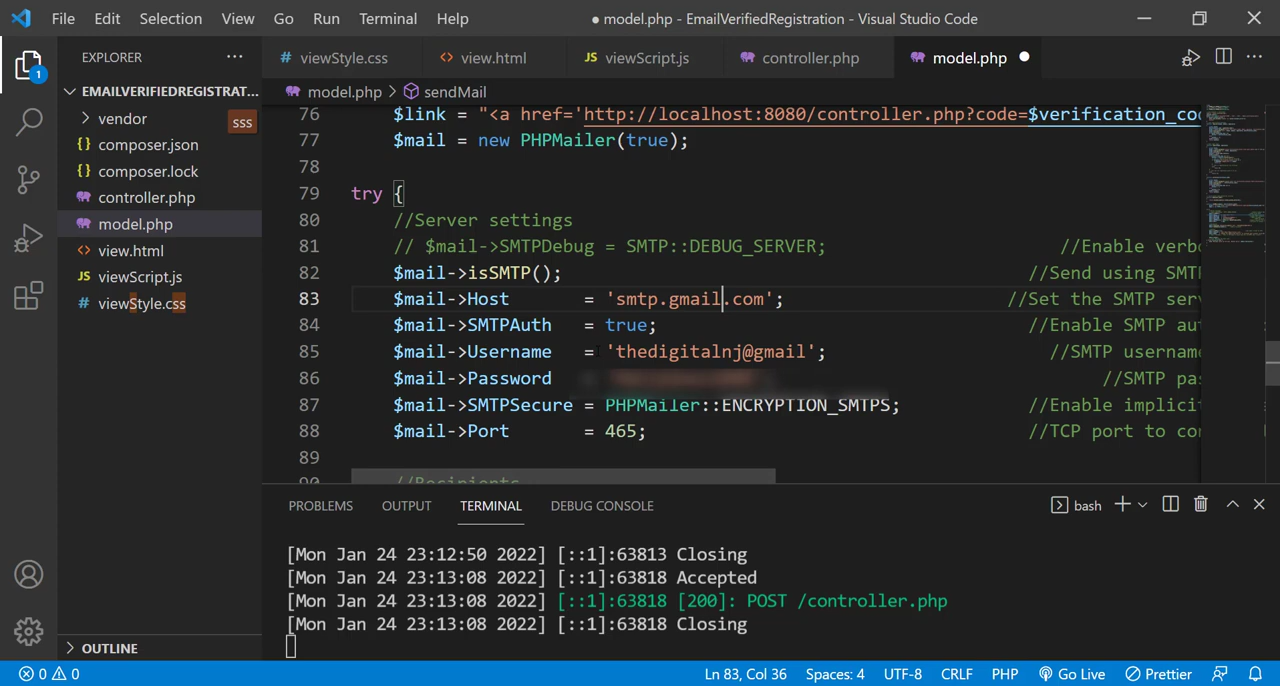 File Edit Selection View Go Run Terminal Help
● model.php - EmailVerifiedRegistration - Visual Studio Code
EXPLORER
viewStyle.css view.html viewScript.js controller.php model.php
1
EMAILVERIFIEDREGISTRAT...
model.php > sendMail
vendor
sss
composer.json
composer.lock
controller.php
model.php
view.html
viewScript.js
viewStyle.css
OUTLINE
76 $link = "<a href='http://localhost:8080/controller.php?code=$verification_co
77 $mail = new PHPMailer(true);
78
79 try {
80 //Server settings
81 // $mail->SMTPDebug = SMTP::DEBUG_SERVER; //Enable verb
82 $mail->isSMTP(); //Send using SMT
83 $mail->Host = 'smtp.gmail.com'; //Set the SMTP ser
84 $mail->SMTPAuth = true; //Enable SMTP au
85 $mail->Username = 'thedigitalnj@gmail'; //SMTP username
86 $mail->Password //SMTP pas
87 $mail->SMTPSecure = PHPMailer::ENCRYPTION_SMTPS; //Enable implici
88 $mail->Port = 465; //TCP port to co
89
90 //Recipients
PROBLEMS OUTPUT TERMINAL DEBUG CONSOLE
bash
[Mon Jan 24 23:12:50 2022] [::1]:63813 Closing
[Mon Jan 24 23:13:08 2022] [::1]:63818 Accepted
[Mon Jan 24 23:13:08 2022] [::1]:63818 [200]: POST /controller.php
[Mon Jan 24 23:13:08 2022] [::1]:63818 Closing
0 0 Ln 83, Col 36 Spaces: 4 UTF-8 CRLF PHP Go Live Prettier